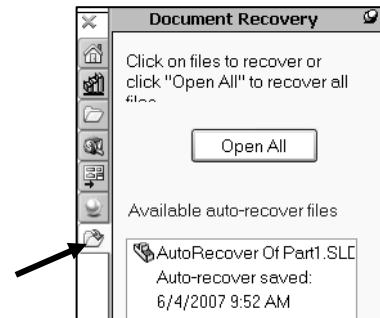 Document Recovery
Click on files to recover or
click "Open All" to recover all
files
Open All
Available auto-recover files
AutoRecover Of Part1.SLD
Auto-recover saved:
6/4/2007 9:52 AM